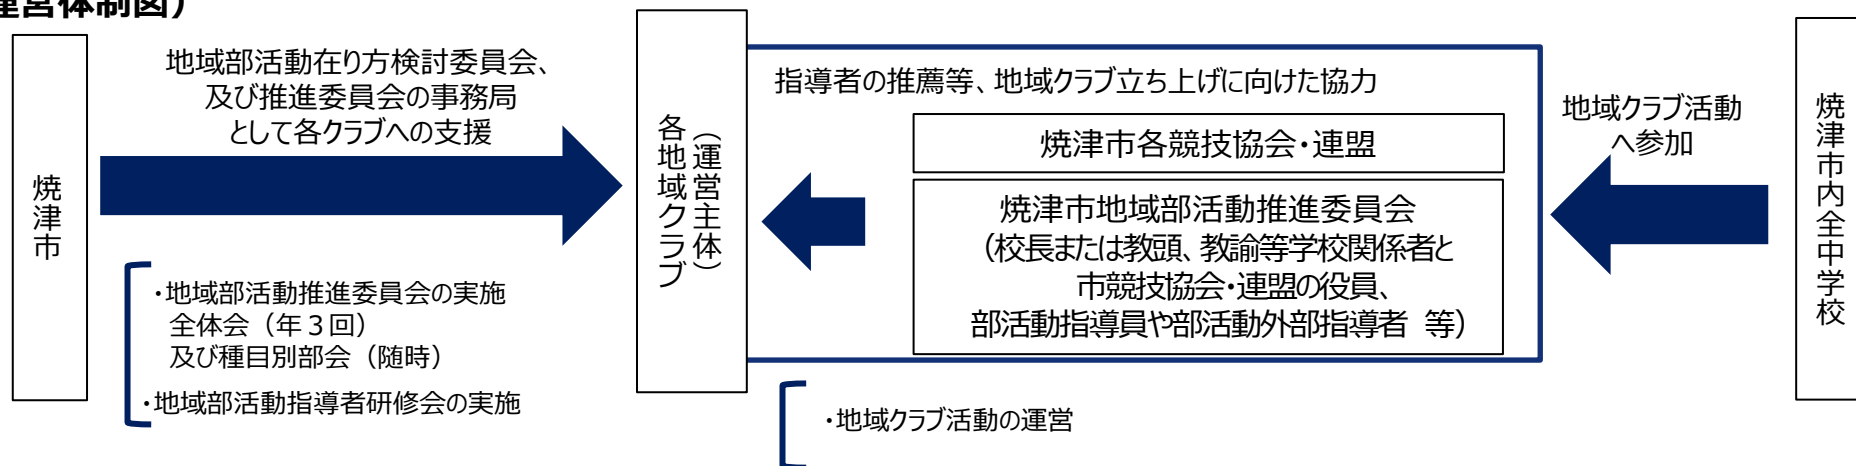 運営体制図）
焼津市
地域部活動在り方検討委員会、
及び推進委員会の事務局
として各クラブへの支援
・地域部活動推進委員会の実施
全体会（年３回）
及び種目別部会（随時）
・地域部活動指導者研修会の実施
（運営主体）
各地域クラブ
指導者の推薦等、地域クラブ立ち上げに向けた協力
焼津市各競技協会・連盟
焼津市地域部活動推進委員会
（校長または教頭、教諭等学校関係者と
市競技協会・連盟の役員、
部活動指導員や部活動外部指導者 等）
・地域クラブ活動の運営
地域クラブ活動
へ参加
焼津市内全中学校